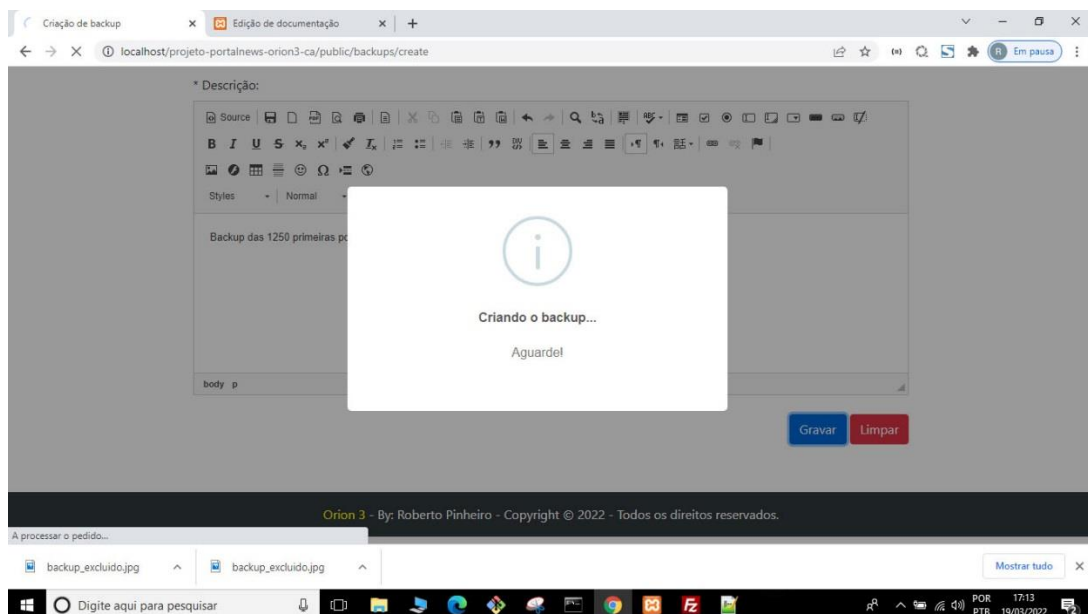 Criação de backup
Edição de documentação
localhost/projeto-portalnews-orion3-ca/public/backups/create
Em pausa
* Descrição:
Source
Styles Normal
Backup das 1250 primeiras
Criando o backup...
Aguarde!
body p
Gravar Limpar
Orion 3 - By: Roberto Pinheiro - Copyright © 2022 - Todos os direitos reservados.
A processar o pedido...
backup_excluido.jpg backup_excluido.jpg Mostrar tudo
Digite aqui para pesquisar
POR 17:13
PTB 19/03/2022